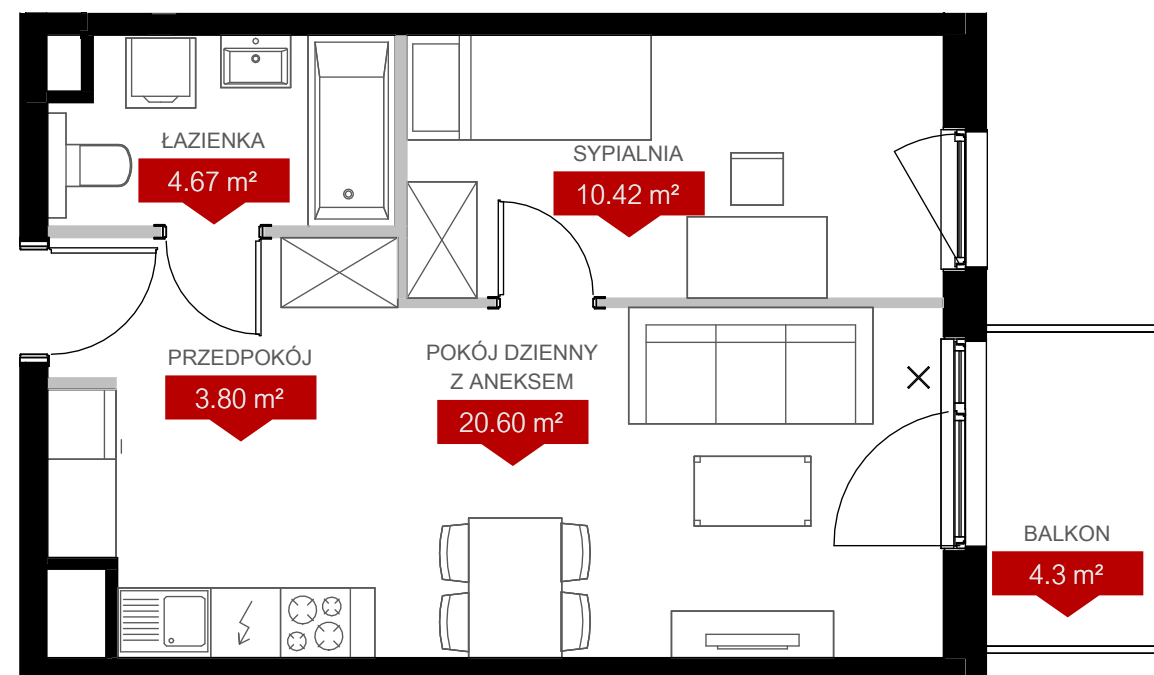 ŁAZIENKA
4.67 m²
SYPIALNIA
10.42 m²
PRZEDPOKÓJ
3.80 m²
POKÓJ DZIENNY
Z ANEKSEM
20.60 m²
BALKON
4.3 m²